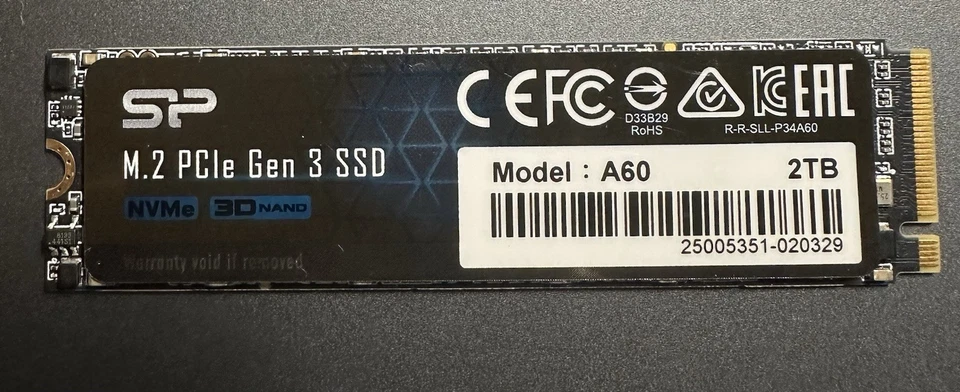 SP
M.2 PCIe Gen 3 SSD
NVMe 3D NAND
Warranty void if removed
CE FC
D33B29
RoHS
R-R-SLL-P34A60
KC EAC
Model : A60 2TB
25005351-020329